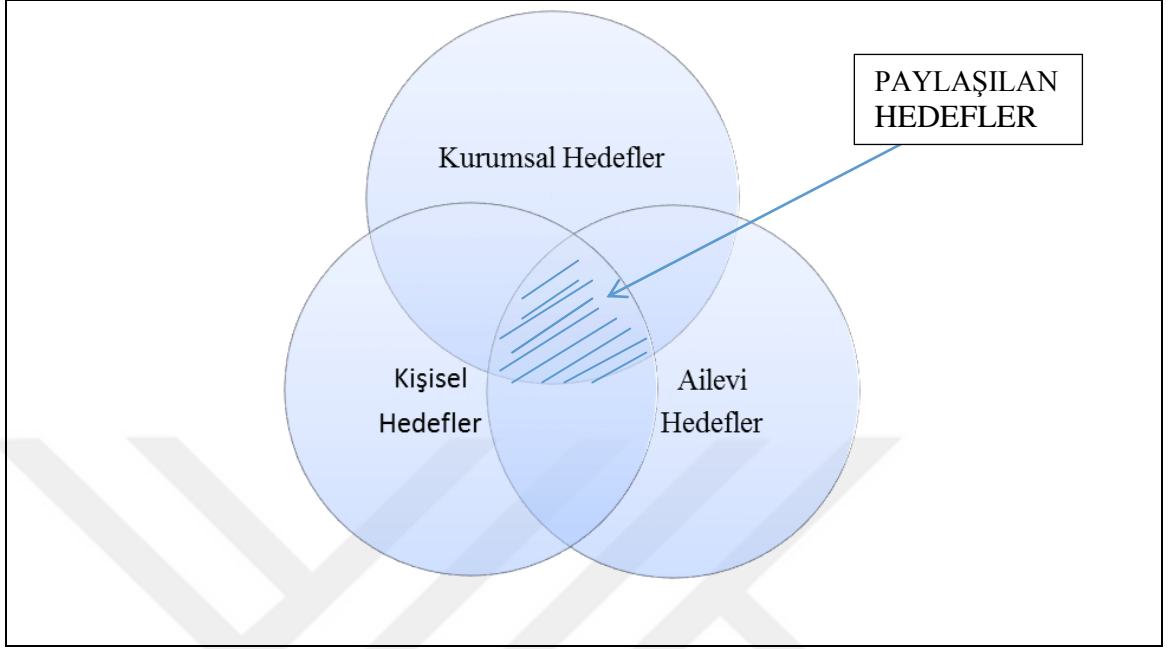 PAYLAŞILAN
HEDEFLER
Kurumsal Hedefler
Kişisel
Hedefler
Ailevi
Hedefler